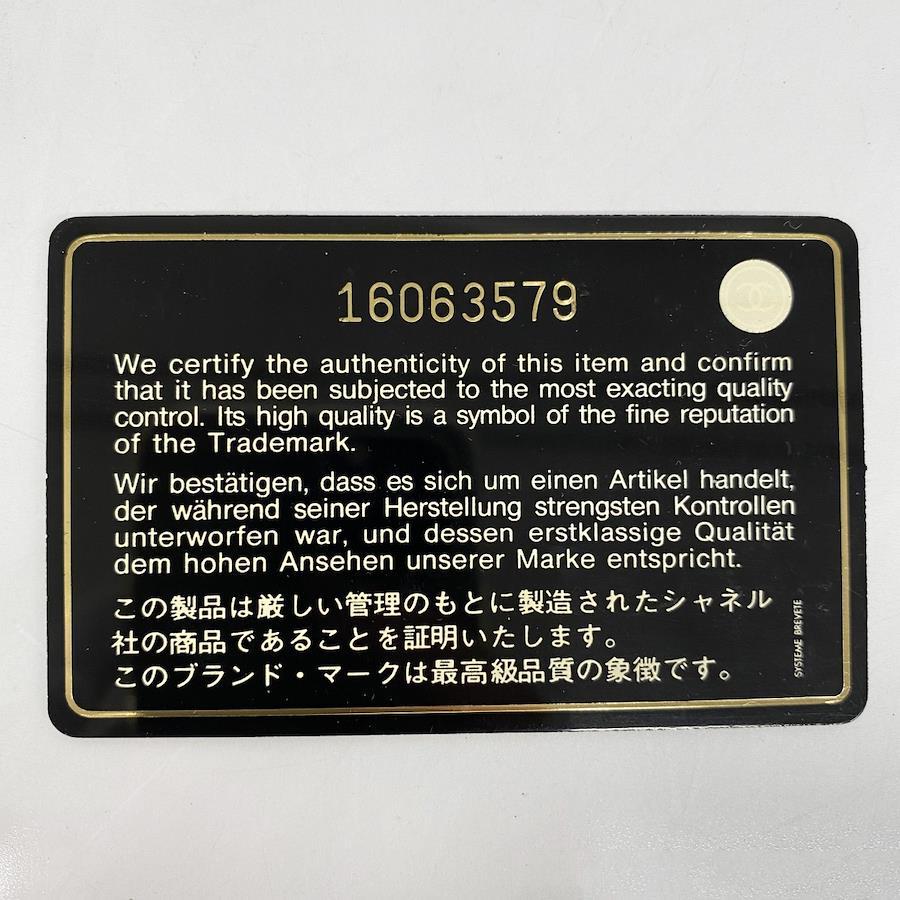 16063579
We certify the authenticity of this item and confirm
that it has been subjected to the most exacting quality
control. Its high quality is a symbol of the fine reputation
of the Trademark.
Wir bestätigen, dass es sich um einen Artikel handelt,
der während seiner Herstellung strengsten Kontrollen
unterworfen war, und dessen erstklassige Qualität
dem hohen Ansehen unserer Marke entspricht.
この製品は厳しい管理のもとに製造されたシャネル
社の商品であることを証明いたします。
このブランド・マークは最高級品質の象徴です。
SYSTEME BREVETE